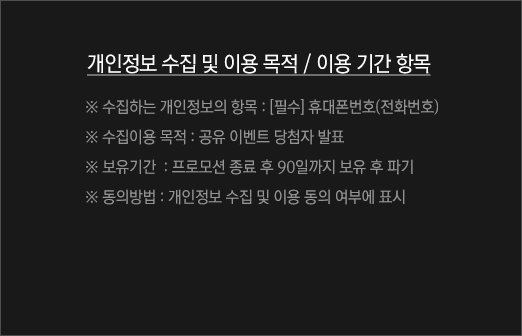 개인정보 수집 및 이용 목적 / 이용 기간 항목
※ 수집하는 개인정보의 항목 : [필수] 휴대폰번호(전화번호)
※ 수집이용 목적 : 공유 이벤트 당첨자 발표
※ 보유기간 : 프로모션 종료 후 90일까지 보유 후 파기
※ 동의방법 : 개인정보 수집 및 이용 동의 여부에 표시